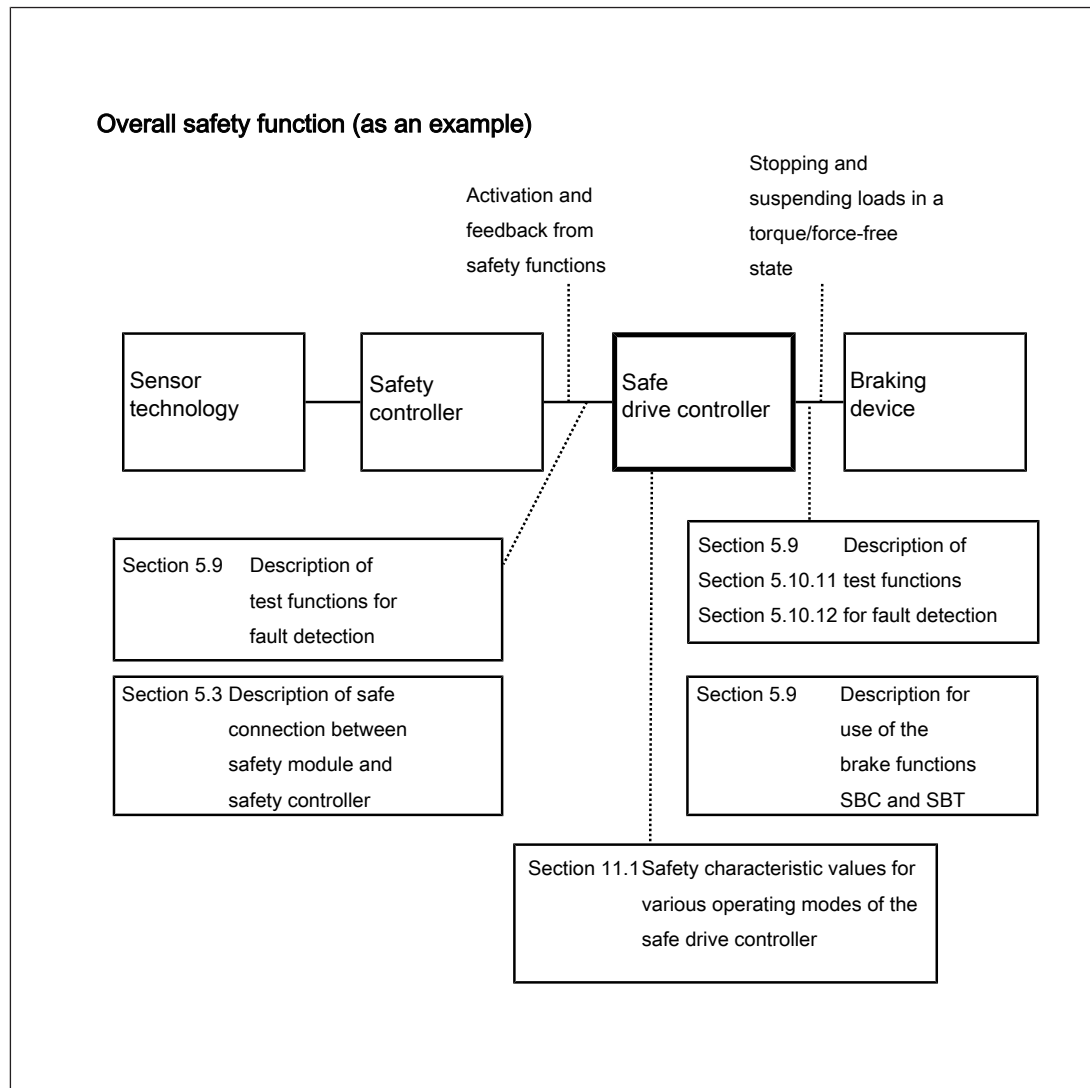 Overall safety function (as an example)
Activation and
feedback from
safety functions
Stopping and
suspending loads in a
torque/force-free
state
Sensor
technology
Safety
controller
Safe
drive controller
Braking
device
Section 5.9 Description of
test functions for
fault detection
Section 5.3 Description of safe
connection between
safety module and
safety controller
Section 5.9 Description of
Section 5.10.11 test functions
Section 5.10.12 for fault detection
Section 5.9 Description for
use of the
brake functions
SBC and SBT
Section 11.1 Safety characteristic values for
various operating modes of the
safe drive controller